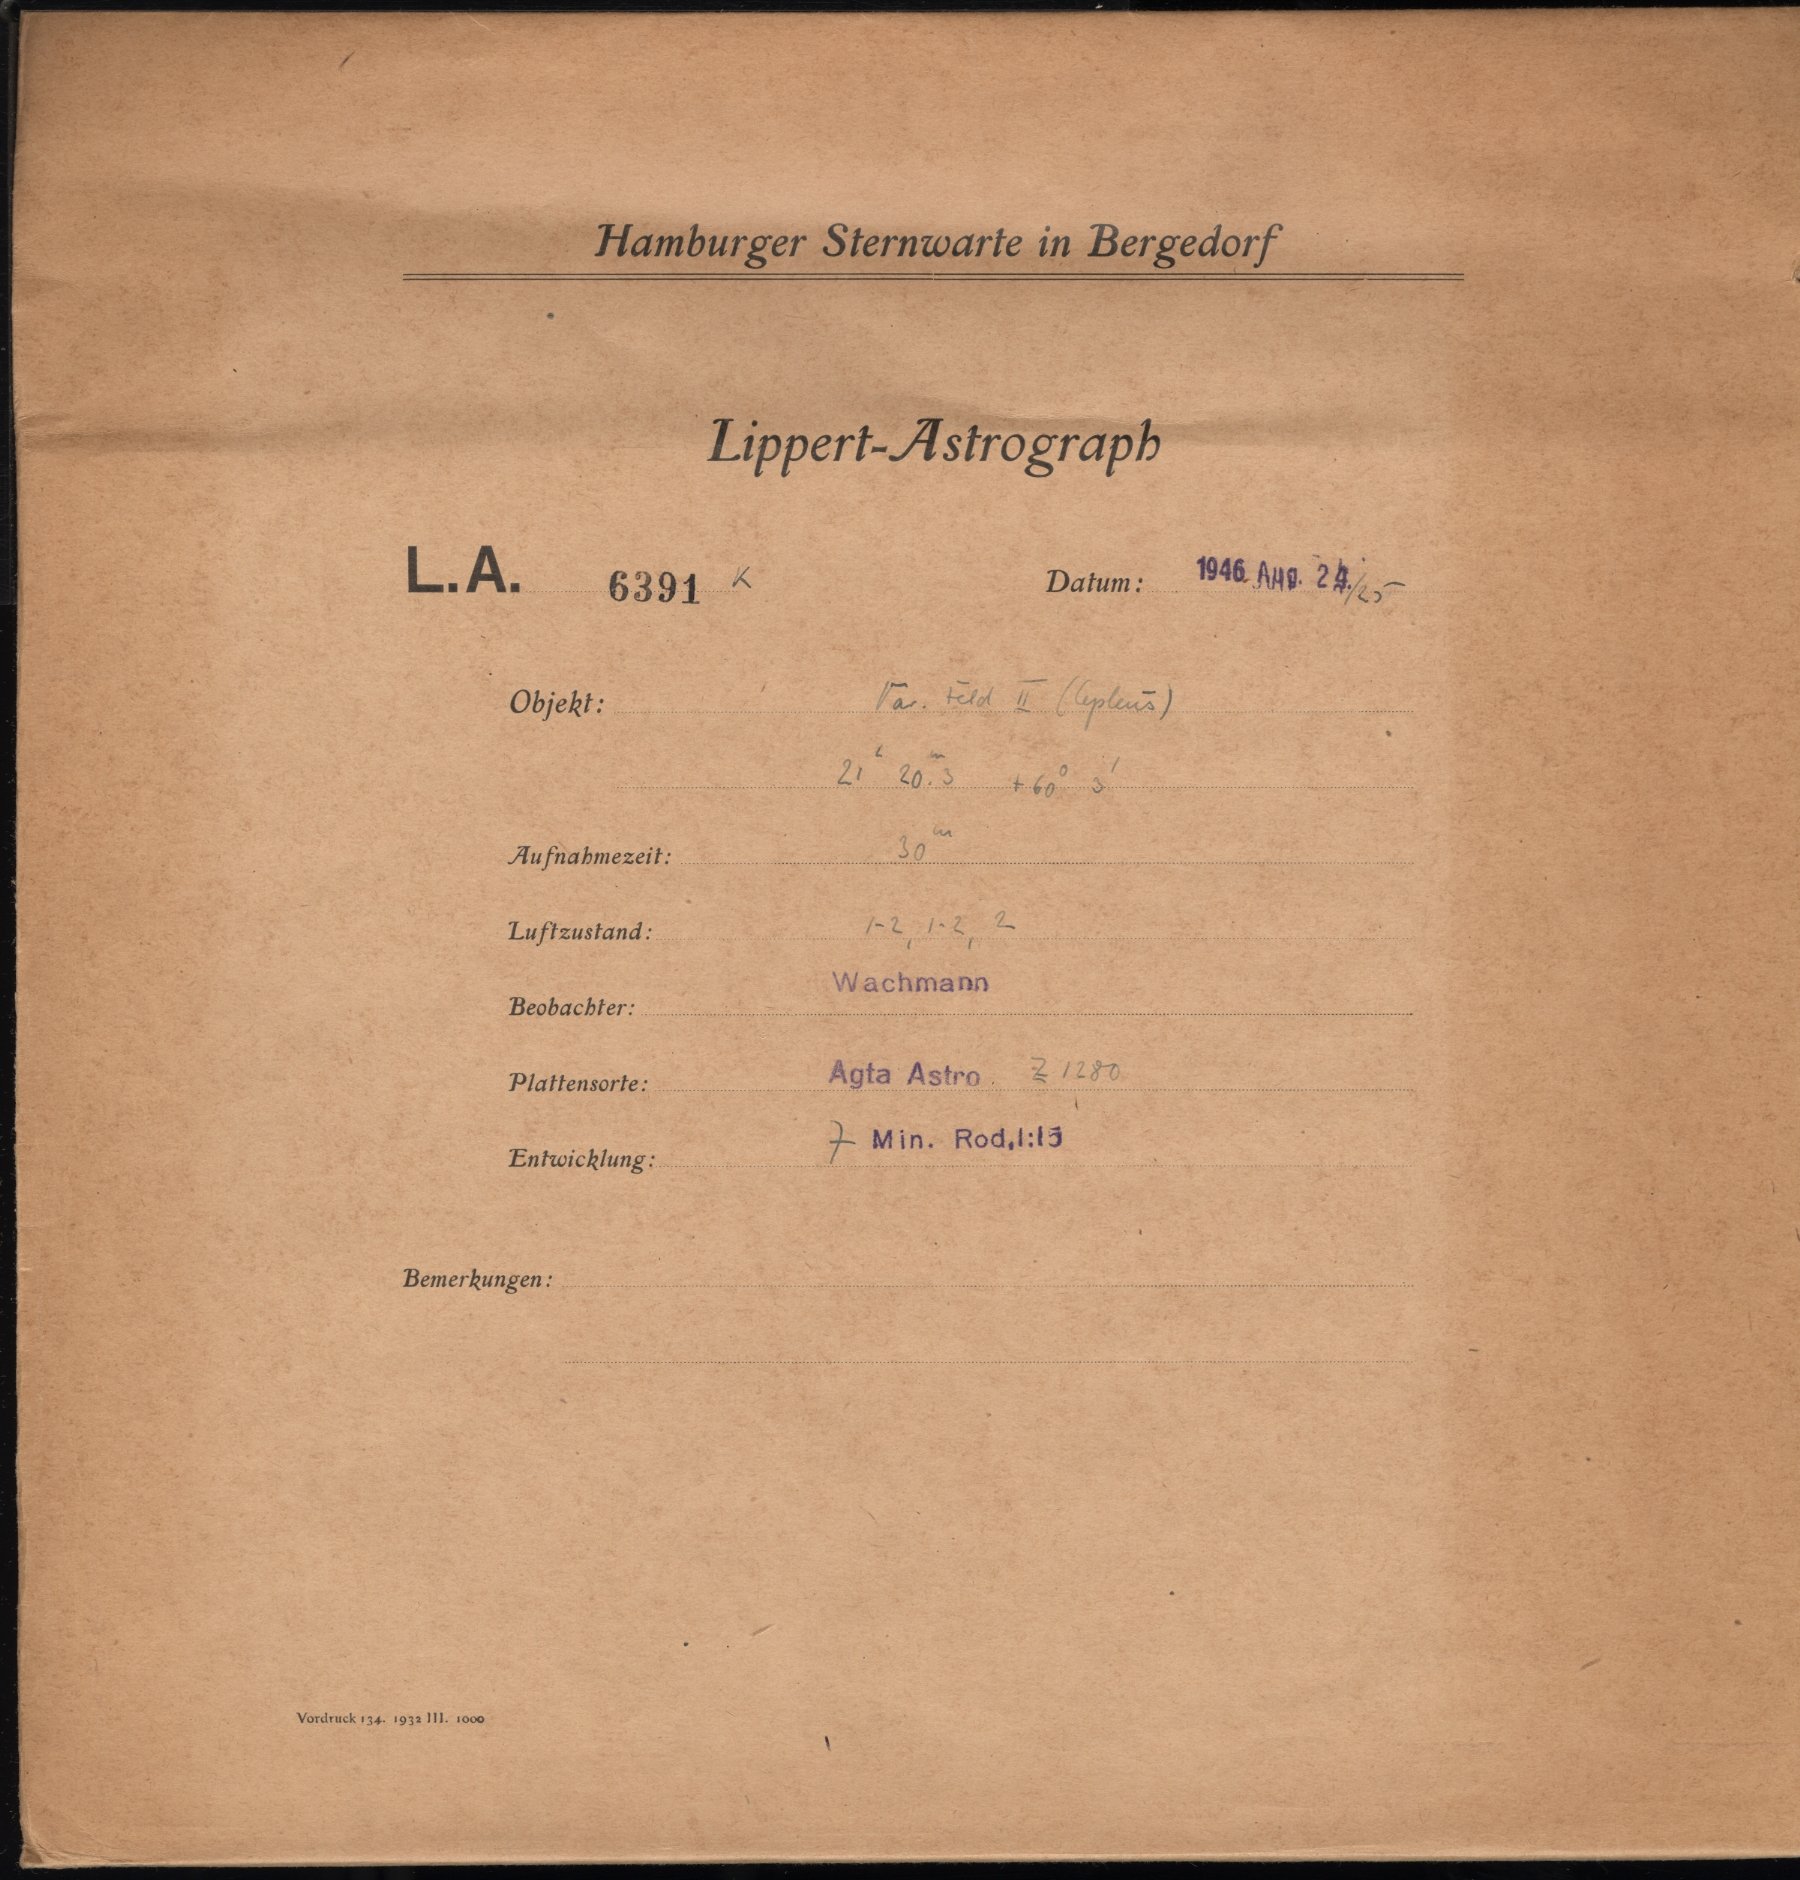 Hamburger Sternwarte in Bergedorf
Lippert-Astrograph
L.A. 6391 K Datum: 1946 Aug. 24./25
Objekt: Var. Feld II (Cepheus)
21h 20.m3 +60° 3'
Aufnahmezeit: 30m
Luftzustand: 1-2, 1-2, 2
Beobachter: Wachmann
Plattensorte: Agfa Astro Z 1280
Entwicklung: 7 Min. Rod,1:15
Bemerkungen:
Vordruck 134. 1932 III. 1000